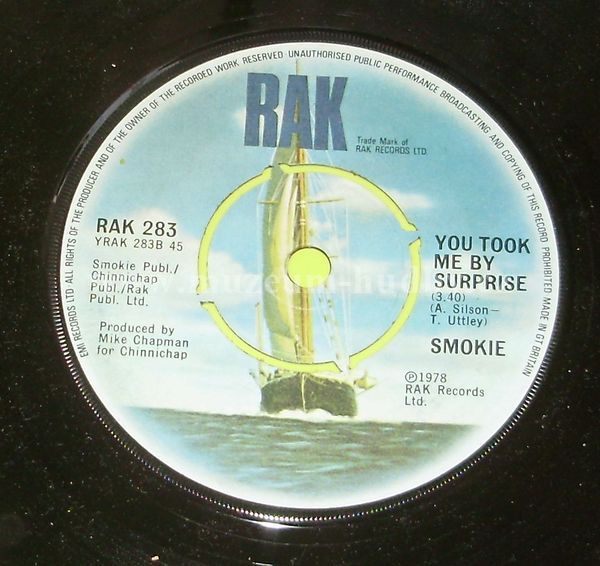 EMI RECORDS LTD ALL RIGHTS OF THE PRODUCER AND OF THE OWNER OF THE RECORDED WORK RESERVED UNAUTHORISED PUBLIC PERFORMANCE BROADCASTING AND COPYING OF THIS RECORD PROHIBITED MADE IN GT BRITAIN
RAK
Trade Mark of
RAK RECORDS LTD.
RAK 283
YRAK 283B 45
Smokie Publ./
Chinnichap
Publ./Rak
Publ. Ltd.
Produced by
Mike Chapman
for Chinnichap
YOU TOOK
ME BY
SURPRISE
(3.40)
(A. Silson—
T. Uttley)
SMOKIE
Ⓟ1978
RAK Records
Ltd.